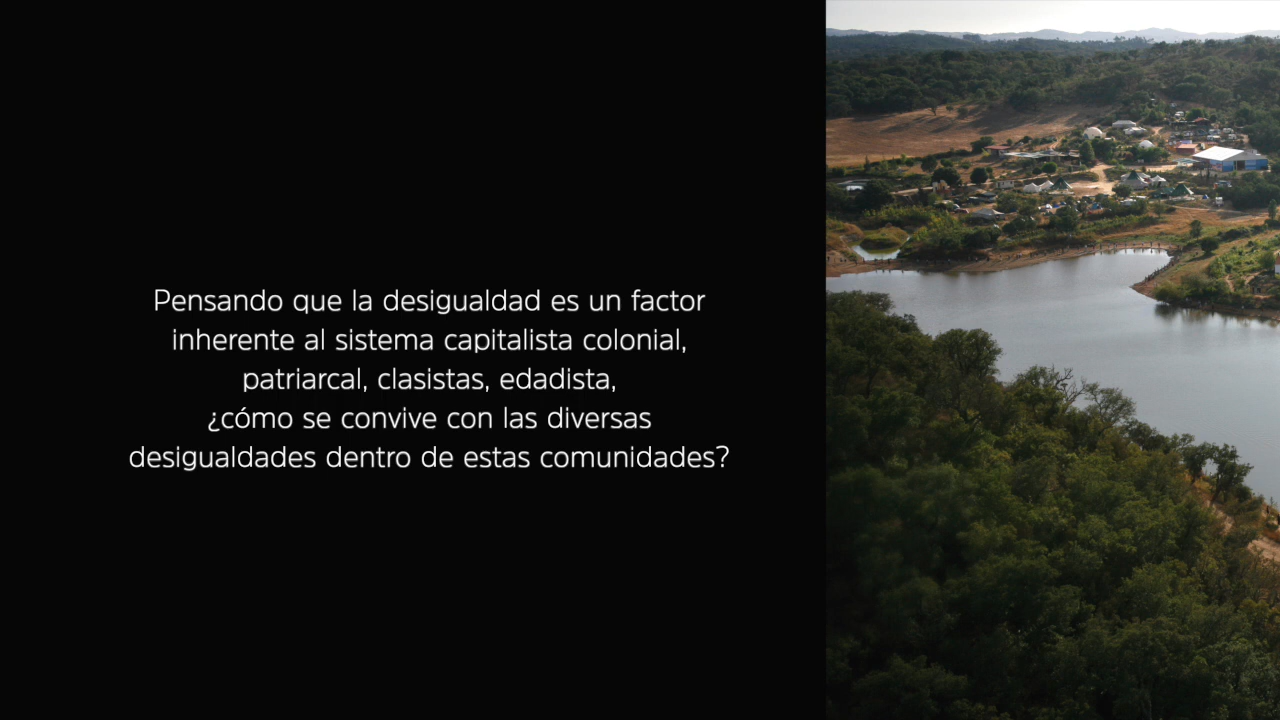 Pensando que la desigualdad es un factor
inherente al sistema capitalista colonial,
patriarcal, clasistas, edadista,
¿cómo se convive con las diversas
desigualdades dentro de estas comunidades?